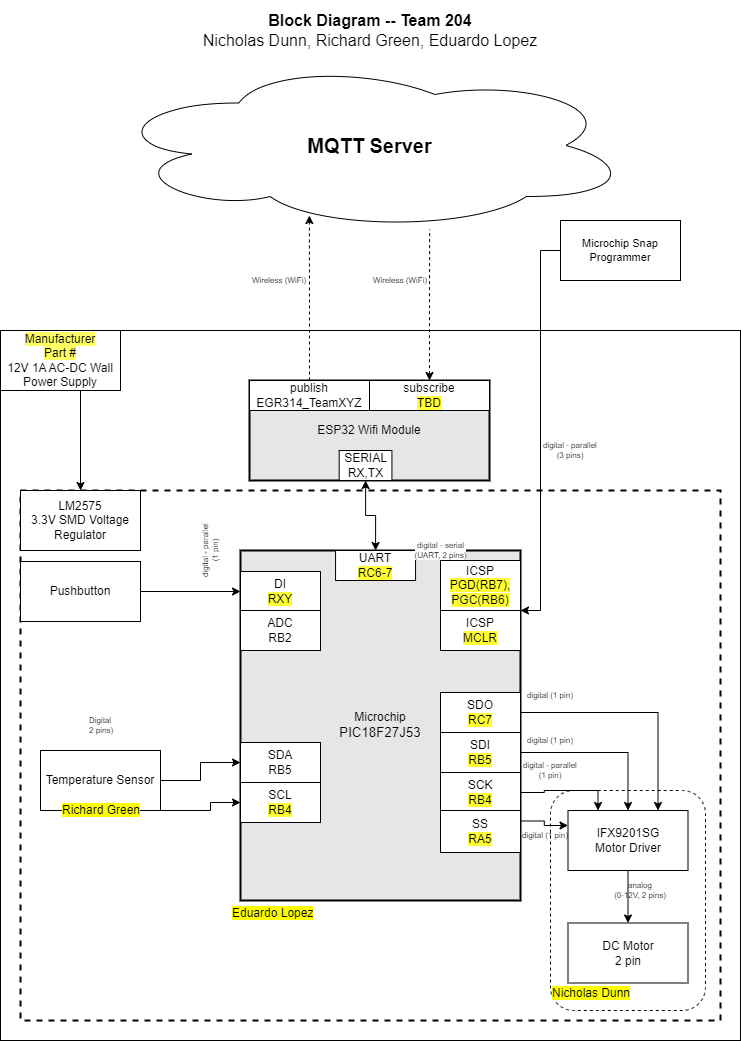 Block Diagram -- Team 204
Nicholas Dunn, Richard Green, Eduardo Lopez
MQTT Server
Microchip Snap
Programmer
Wireless (WiFi)
Wireless (WiFi)
Manufacturer
Part #
12V 1A AC-DC Wall
Power Supply
publish
EGR314_TeamXYZ
subscribe
TBD
ESP32 Wifi Module
SERIAL
RX,TX
digital - parallel
(3 pins)
LM2575
3.3V SMD Voltage
Regulator
digital - parallel
(1 pin)
digital - serial
(UART, 2 pins)
UART
RC6-7
Pushbutton
DI
RXY
ADC
RB2
ICSP
PGD(RB7),
PGC(RB6)
ICSP
MCLR
Microchip
PIC18F27J53
SDO
RC7
digital (1 pin)
SDI
RB5
digital (1 pin)
digital - parallel
(1 pin)
SCK
RB4
SS
RA5
digital (1 pin)
Digital
2 pins)
Temperature Sensor
Richard Green
SDA
RB5
SCL
RB4
IFX9201SG
Motor Driver
analog
(0-12V, 2 pins)
DC Motor
2 pin
Eduardo Lopez
Nicholas Dunn